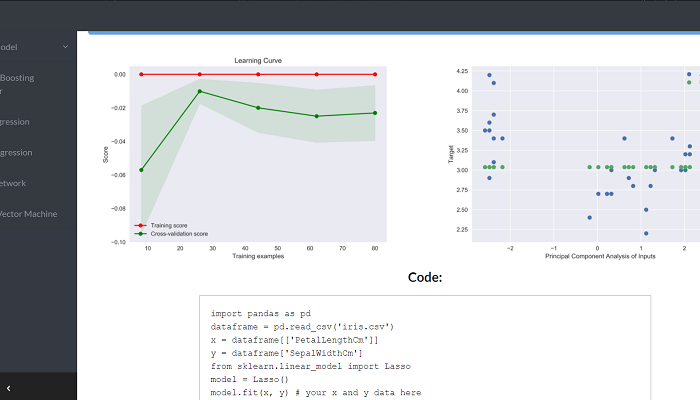 odel
Boosting
r
gression
gression
etwork
Vector Machine
Learning Curve
0.00
−0.02
−0.04
−0.06
−0.08
−0.10
Score
Training score
Cross-validation score
10 20 30 40 50 60 70 80
Training examples
4.25
4.00
3.75
3.50
3.25
3.00
2.75
2.50
2.25
Target
−2 −1 0 1 2
Principal Component Analysis of Inputs
Code:
import pandas as pd
dataframe = pd.read_csv('iris.csv')
x = dataframe[['PetalLengthCm']]
y = dataframe['SepalWidthCm']
from sklearn.linear_model import Lasso
model = Lasso()
model.fit(x, y) # your x and y data here